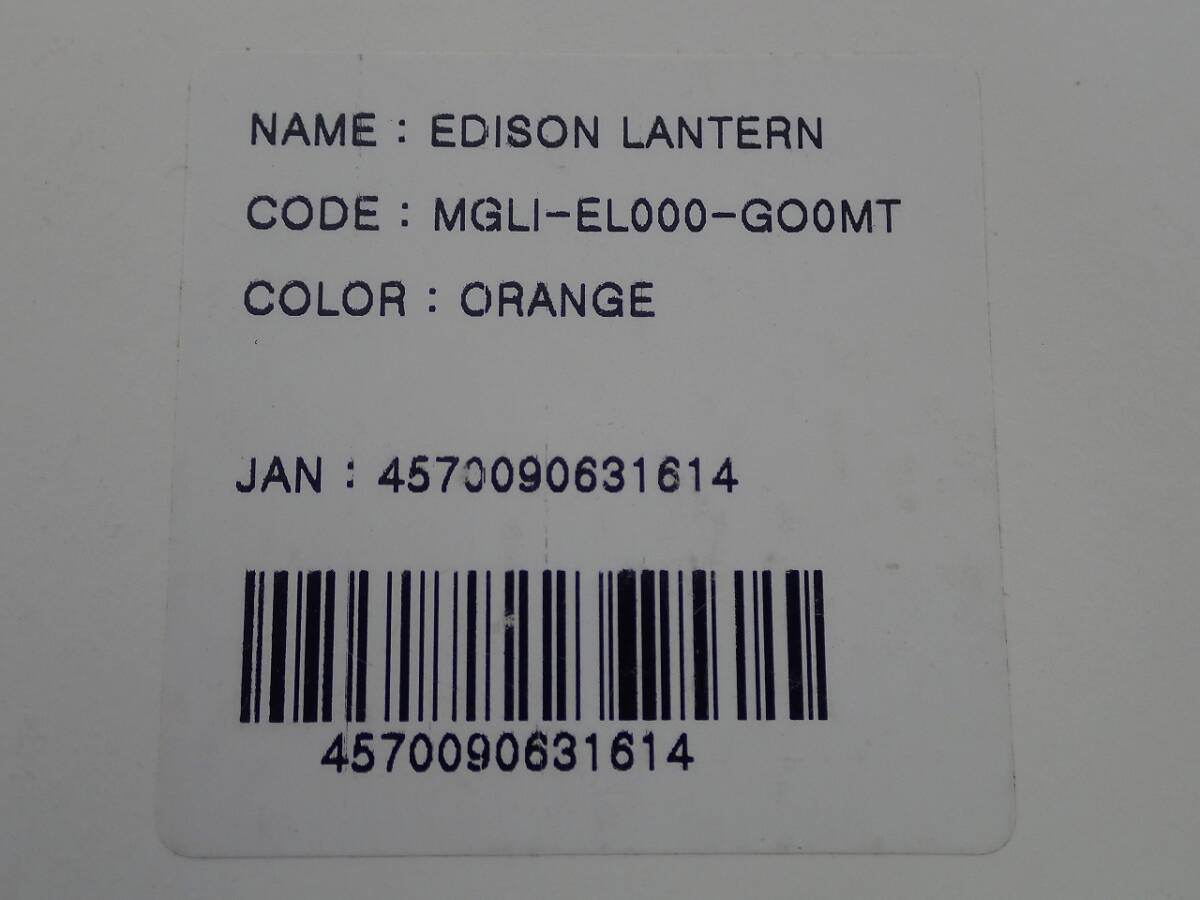 NAME : EDISON LANTERN
CODE : MGLI-EL000-GO0MT
COLOR : ORANGE
JAN : 4570090631614
4570090631614